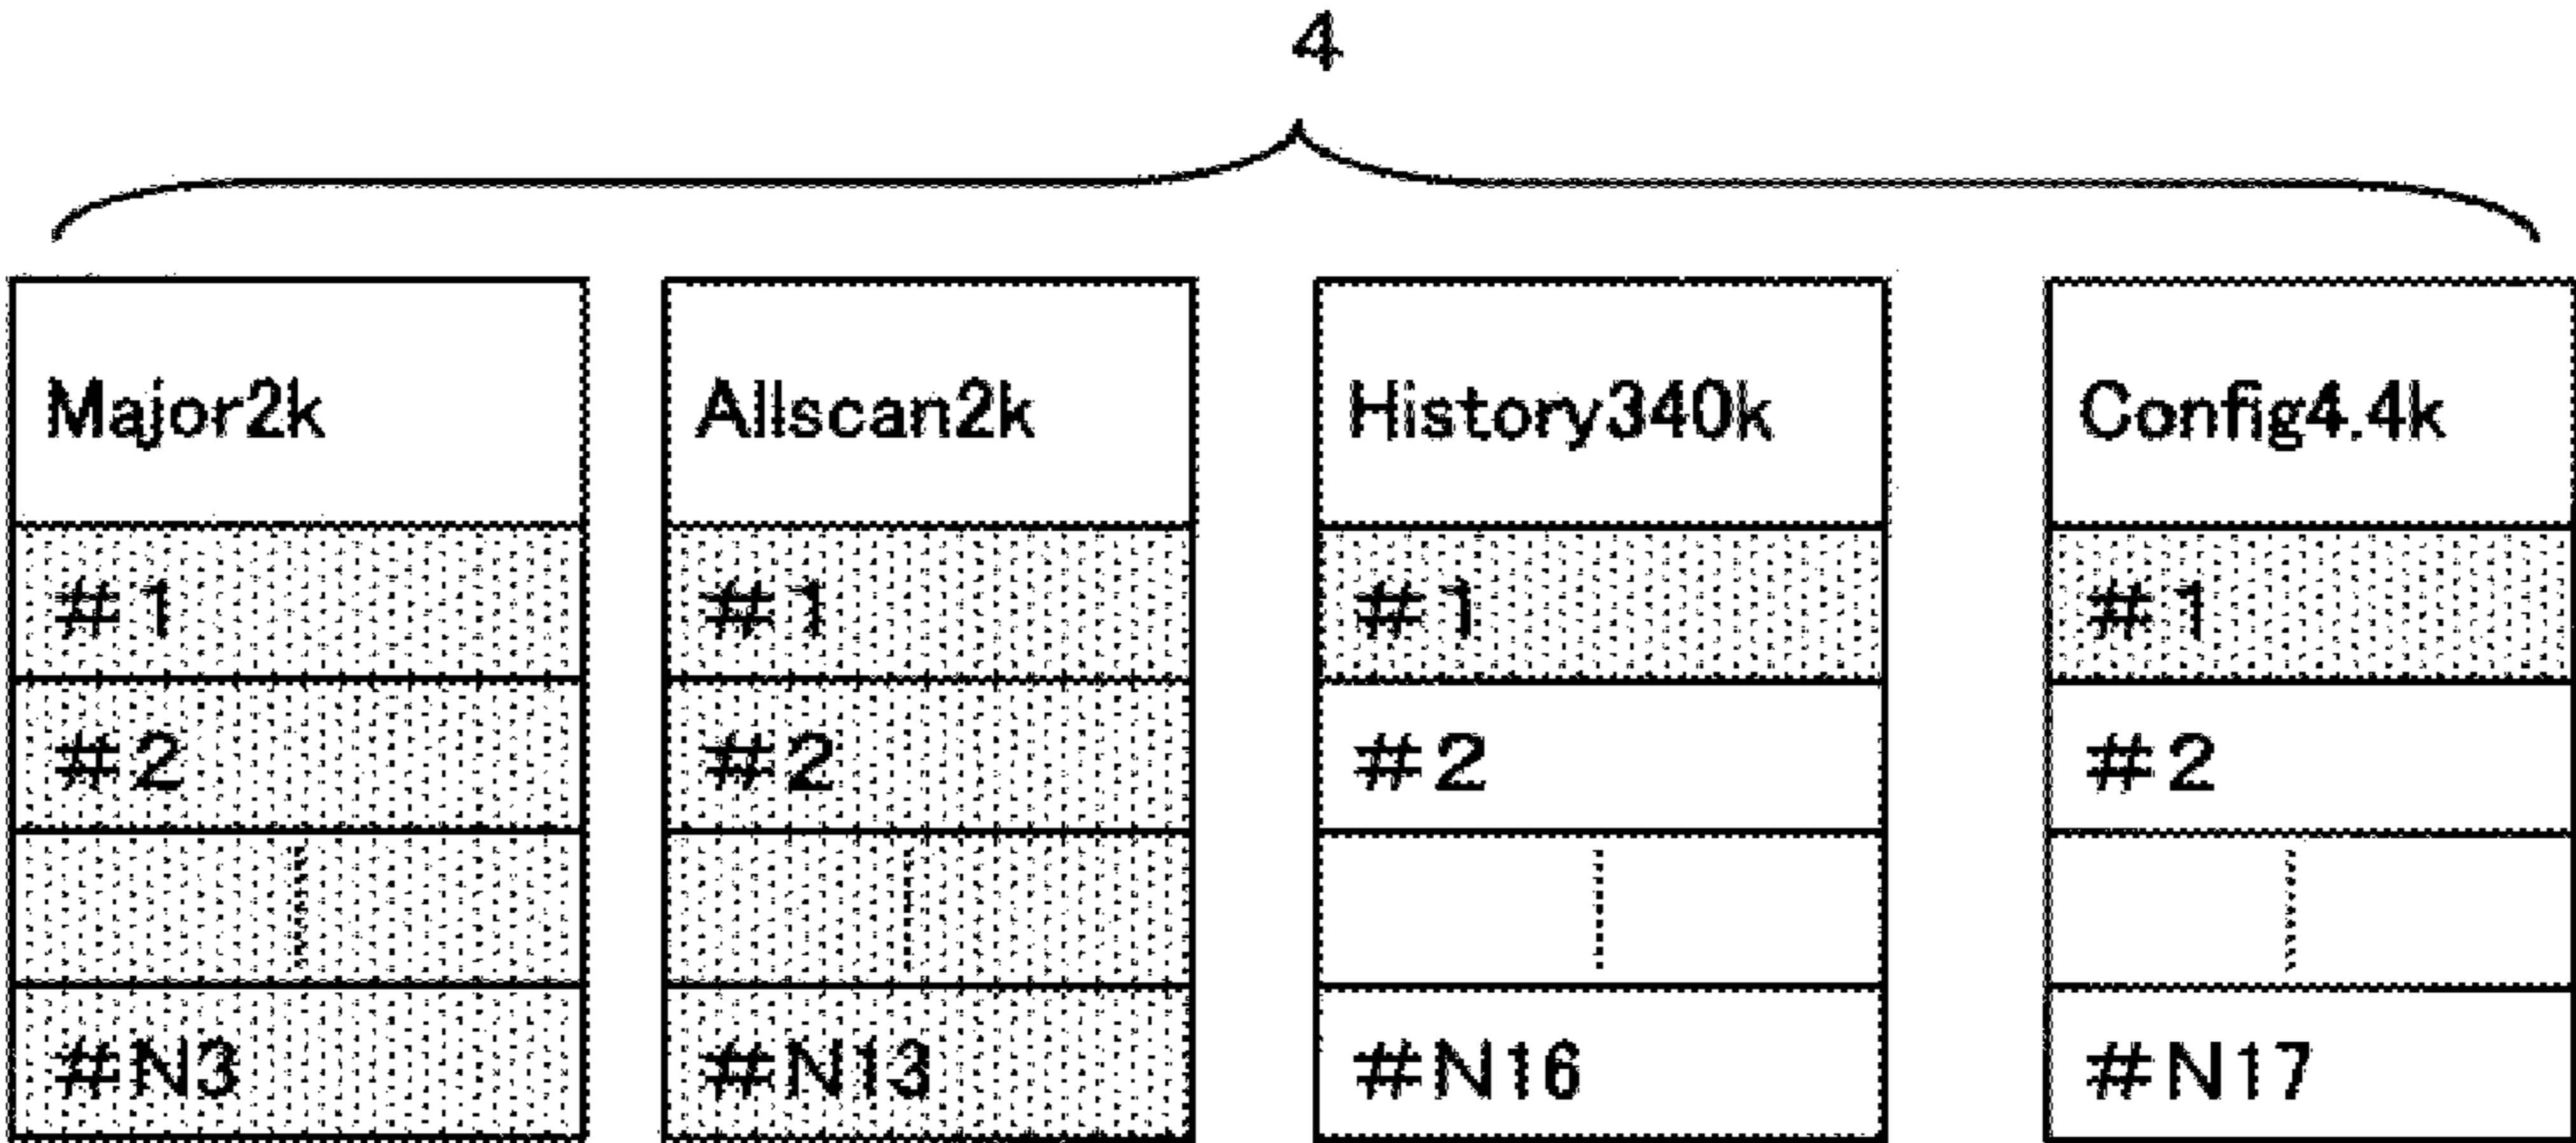 4
Major2k Allscan2k History340k Config4.4k
#1 #1 #1 #1
#2 #2 #2 #2
#N3 #N13 #N16 #N17